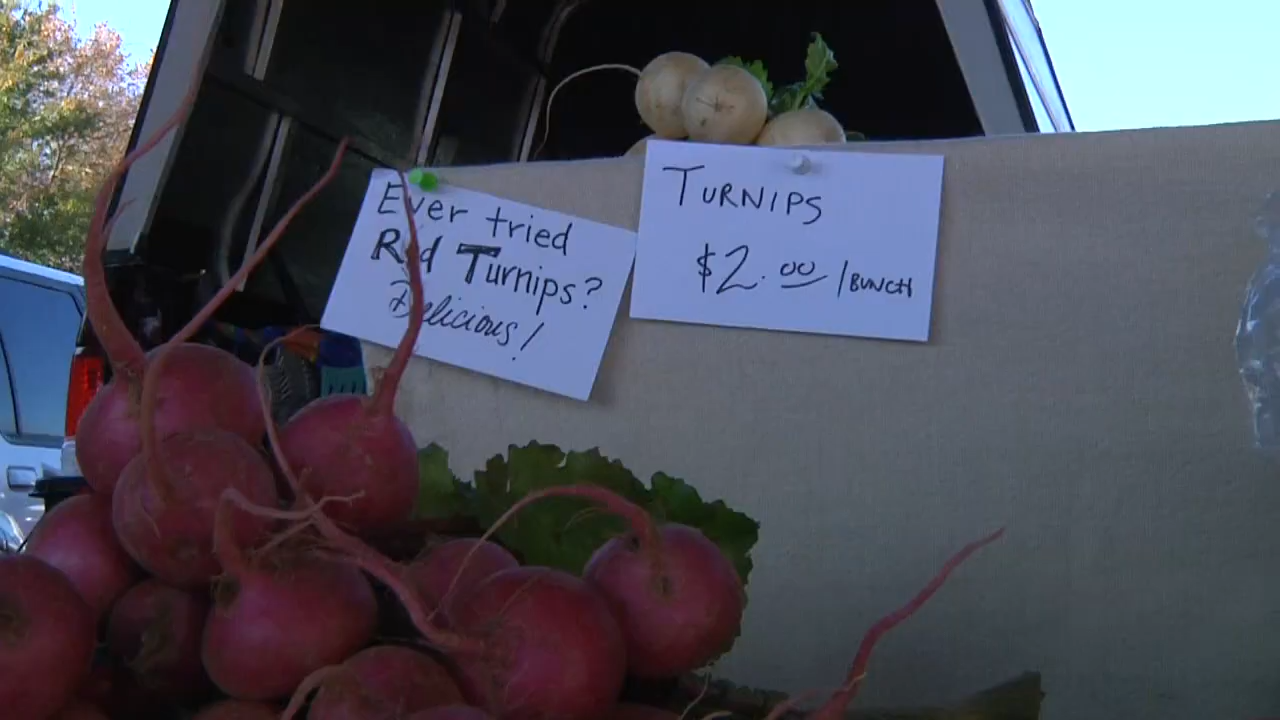 Ever tried
Red Turnips?
Delicious!
TURNIPS
$2.00/BUNCH